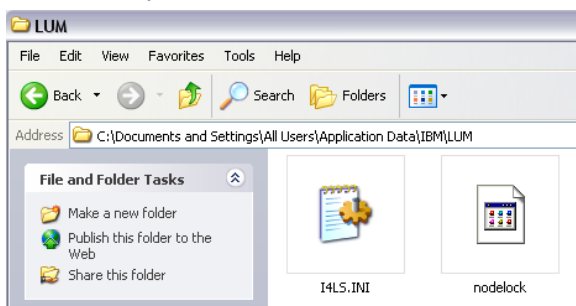 LUM
File Edit View Favorites Tools Help
Back Search Folders
Address C:\Documents and Settings\All Users\Application Data\IBM\LUM
File and Folder Tasks
Make a new folder
Publish this folder to the
Web
Share this folder
I4LS.INI nodelock